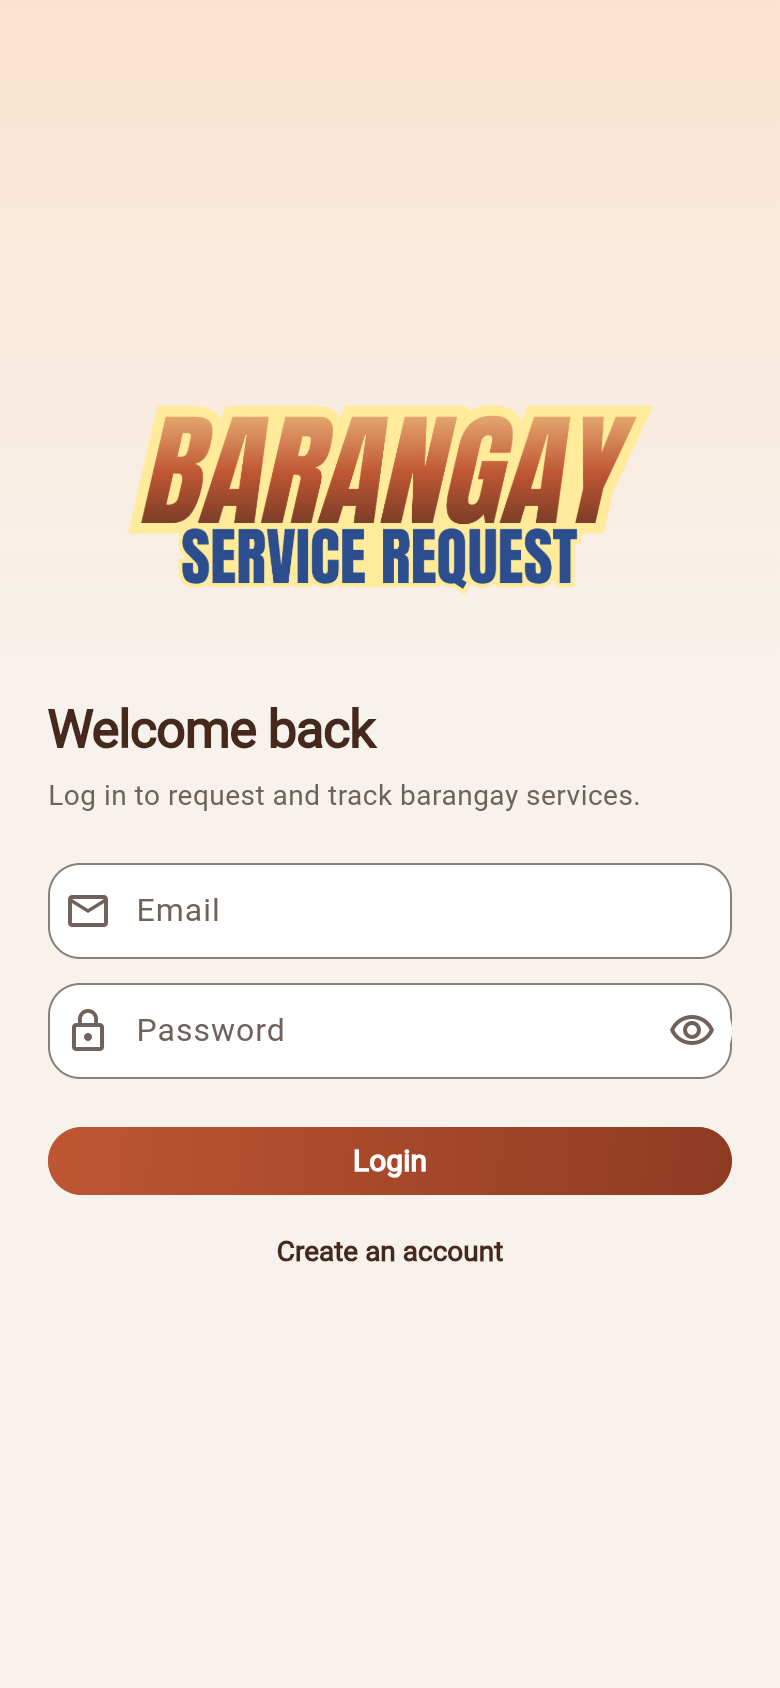 BARANGAY
SERVICE REQUEST
Welcome back
Log in to request and track barangay services.
Email
Password
Login
Create an account